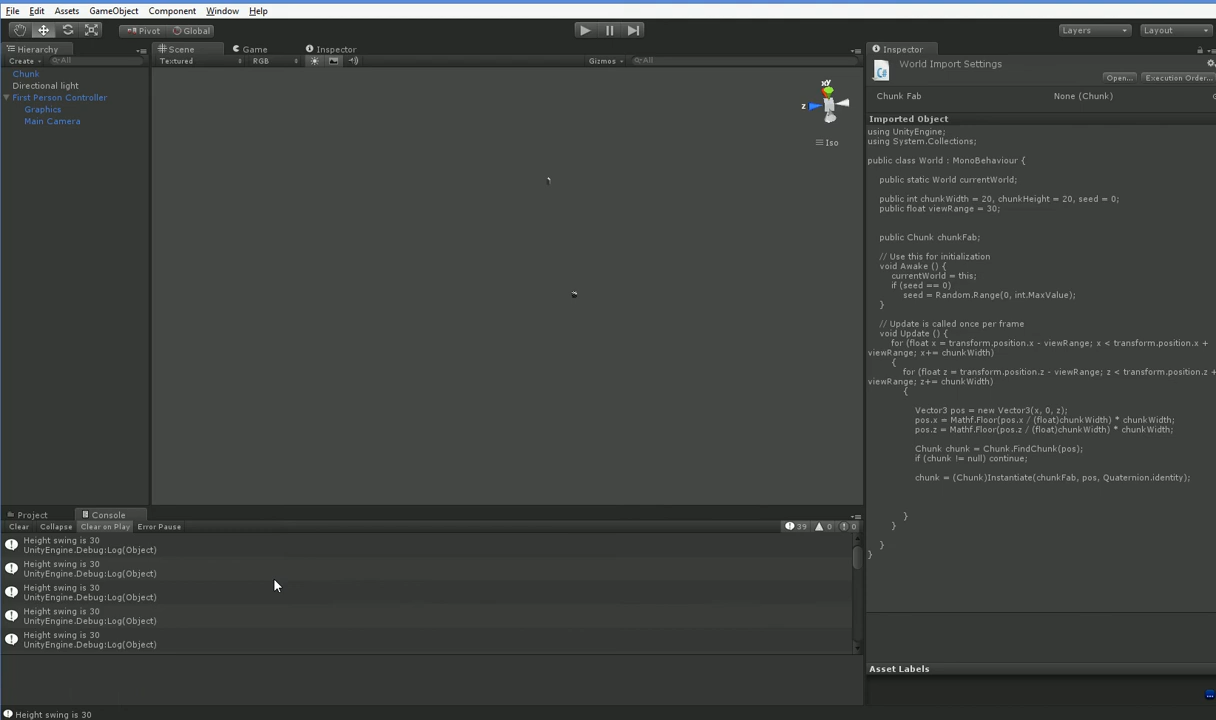 File Edit Assets GameObject Component Window Help
Pivot Global Layers Layout
Hierarchy Scene Game Inspector Inspector
Create All Textured RGB Gizmos All
World Import Settings
C#
Open... Execution Order...
Chunk
Directional light
First Person Controller
Graphics
Main Camera
xy
z
Iso
Chunk Fab None (Chunk)
Imported Object
using UnityEngine;
using System.Collections;
public class World : MonoBehaviour {
public static World currentWorld;
public int chunkWidth = 20, chunkHeight = 20, seed = 0;
public float viewRange = 30;
public Chunk chunkFab;
// Use this for initialization
void Awake () {
currentWorld = this;
if (seed == 0)
seed = Random.Range(0, int.MaxValue);
}
// Update is called once per frame
void Update () {
for (float x = transform.position.x - viewRange; x < transform.position.x +
viewRange; x+= chunkWidth)
{
for (float z = transform.position.z - viewRange; z < transform.position.z +
viewRange; z+= chunkWidth)
{
Vector3 pos = new Vector3(x, 0, z);
pos.x = Mathf.Floor(pos.x / (float)chunkWidth) * chunkWidth;
pos.z = Mathf.Floor(pos.z / (float)chunkWidth) * chunkWidth;
Chunk chunk = Chunk.FindChunk(pos);
if (chunk != null) continue;
chunk = (Chunk)Instantiate(chunkFab, pos, Quaternion.identity);
}
}
}
}
Asset Labels
Project Console
Clear Collapse Clear on Play Error Pause 39 0 0
Height swing is 30
UnityEngine.Debug:Log(Object)
Height swing is 30
UnityEngine.Debug:Log(Object)
Height swing is 30
UnityEngine.Debug:Log(Object)
Height swing is 30
UnityEngine.Debug:Log(Object)
Height swing is 30
UnityEngine.Debug:Log(Object)
Height swing is 30